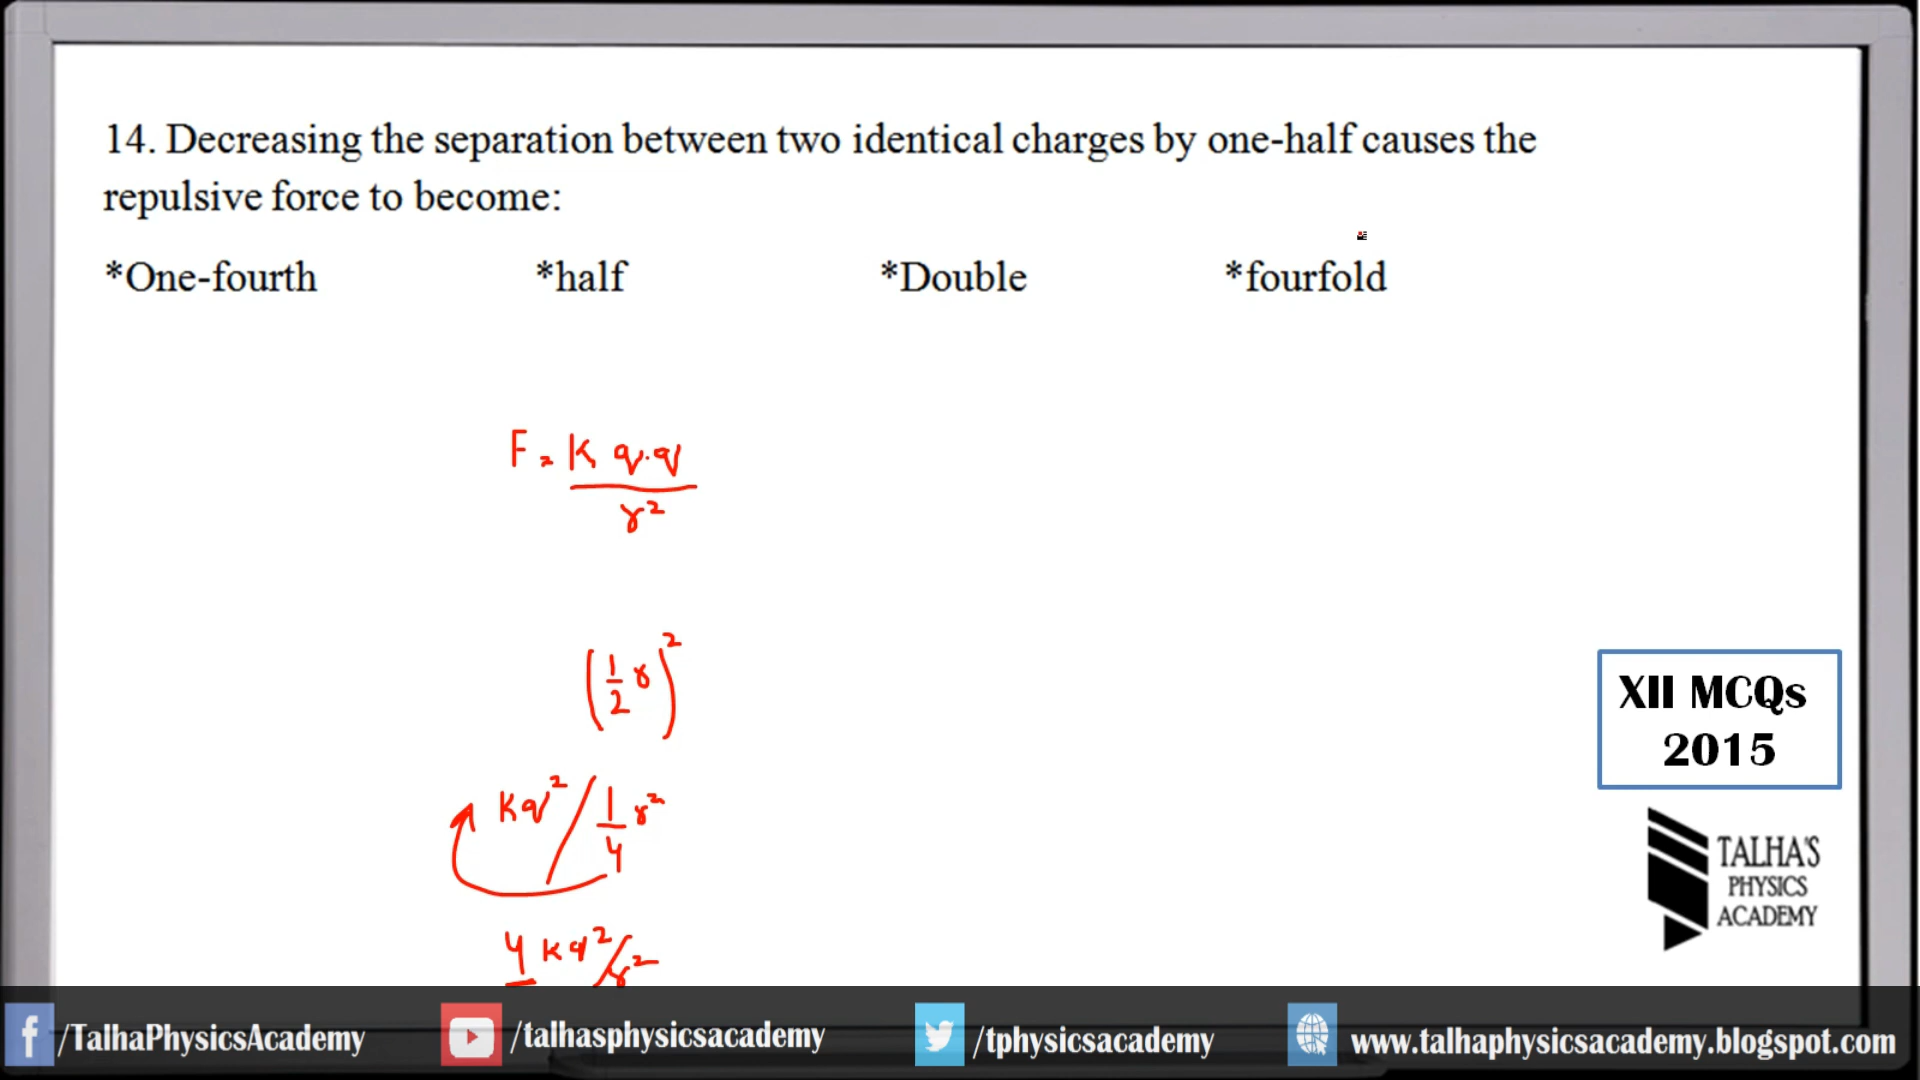 14. Decreasing the separation between two identical charges by one-half causes the
repulsive force to become:
*One-fourth *half *Double *fourfold
F = K q.q
r²
(1/2 r)²
Kq² / 1/4 r²
4 K q² / r²
XII MCQs
2015
TALHA'S
PHYSICS
ACADEMY
/TalhaPhysicsAcademy /talhasphysicsacademy /tphysicsacademy www.talhaphysicsacademy.blogspot.com